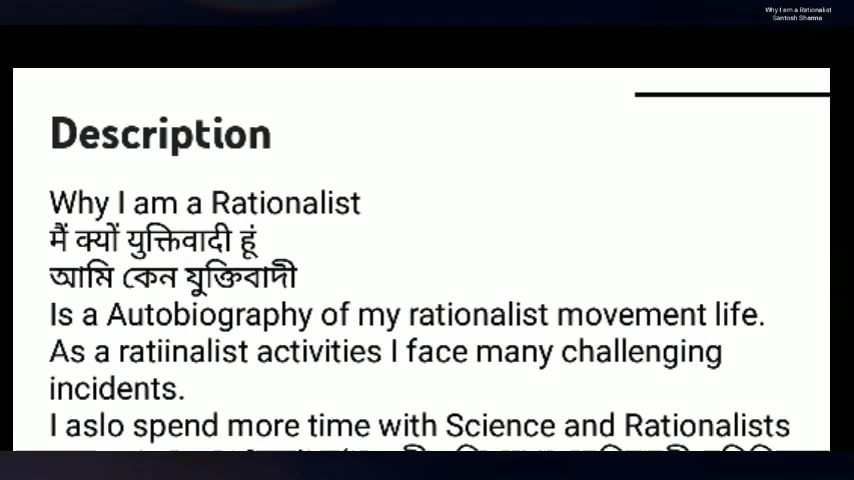 Why I am a Rationalist
Santosh Sharma
Description
Why I am a Rationalist
मैं क्यों युक्तिवादी हूं
আমি কেন যুক্তিবাদী
Is a Autobiography of my rationalist movement life.
As a ratiinalist activities I face many challenging
incidents.
I aslo spend more time with Science and Rationalists